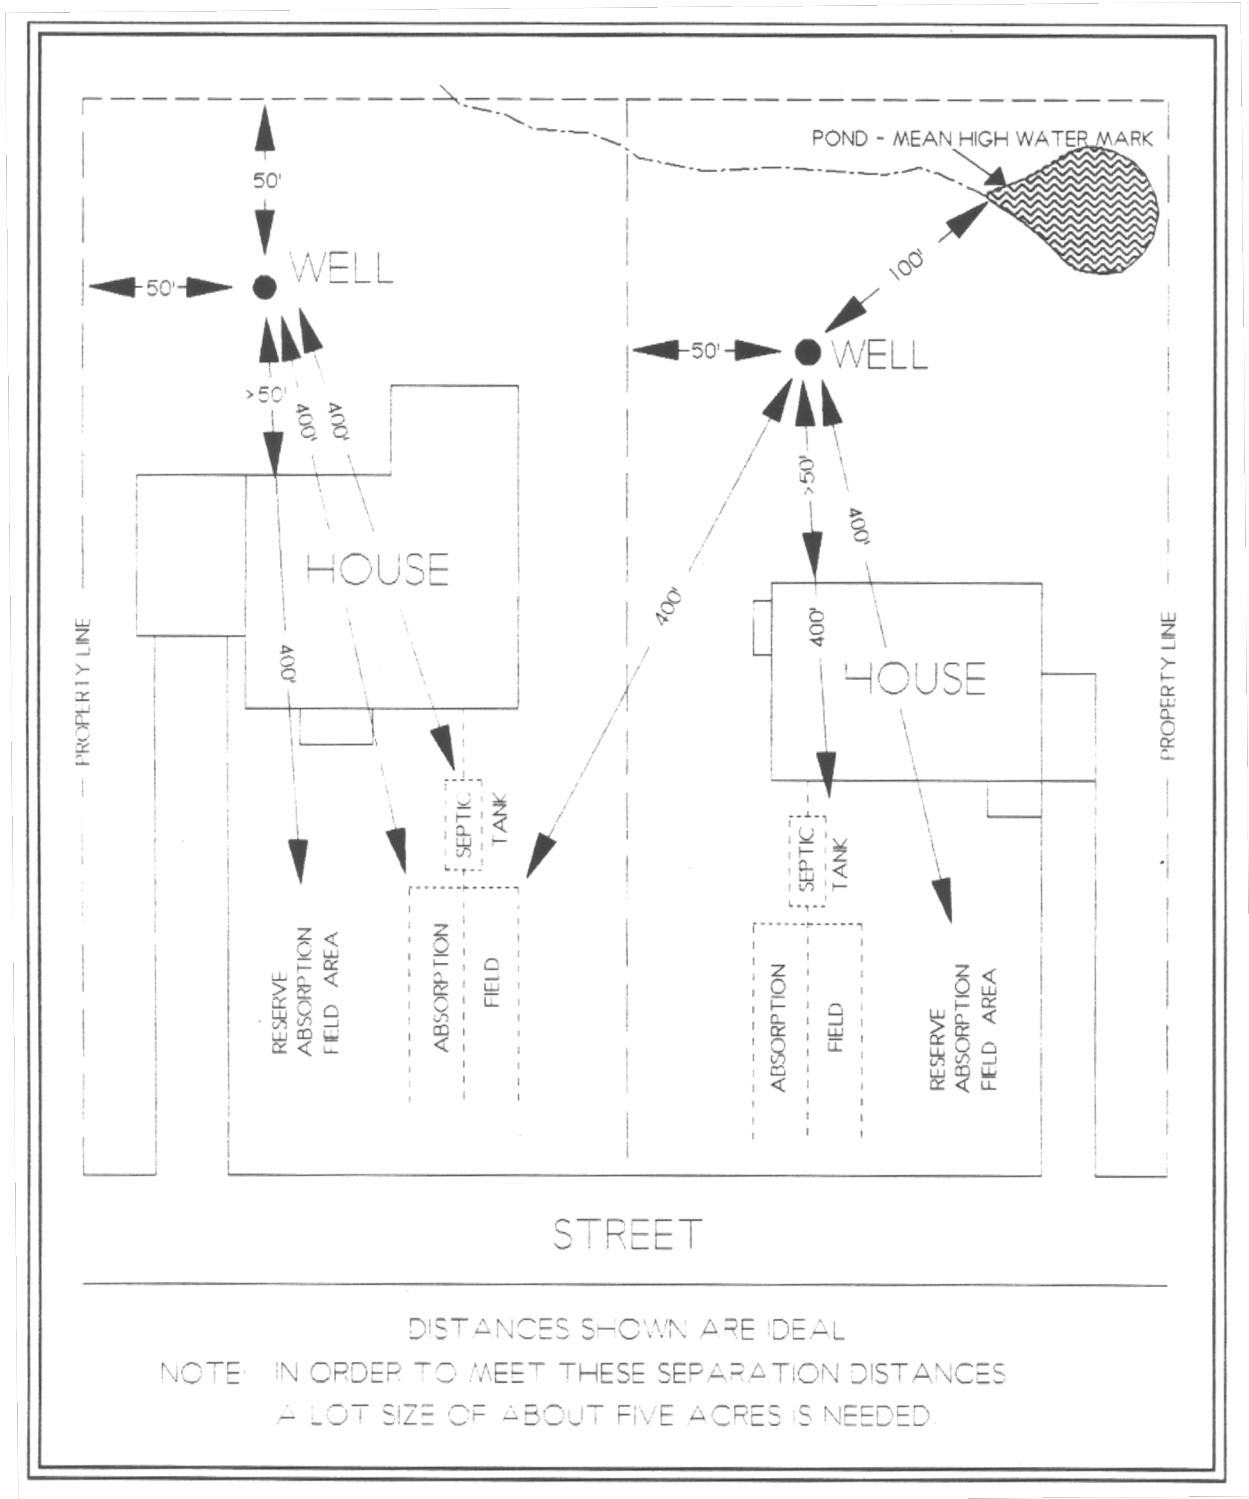 POND - MEAN HIGH WATER MARK
50'
50'
WELL
100'
50'
WELL
>50'
400'
400'
>50'
400'
HOUSE
400'
400'
400'
HOUSE
PROPERTY LINE
PROPERTY LINE
SEPTIC
TANK
SEPTIC
TANK
RESERVE
ABSORPTION
FIELD AREA
ABSORPTION
FIELD
ABSORPTION
FIELD
RESERVE
ABSORPTION
FIELD AREA
STREET
DISTANCES SHOWN ARE IDEAL
NOTE: IN ORDER TO MEET THESE SEPARATION DISTANCES
A LOT SIZE OF ABOUT FIVE ACRES IS NEEDED.